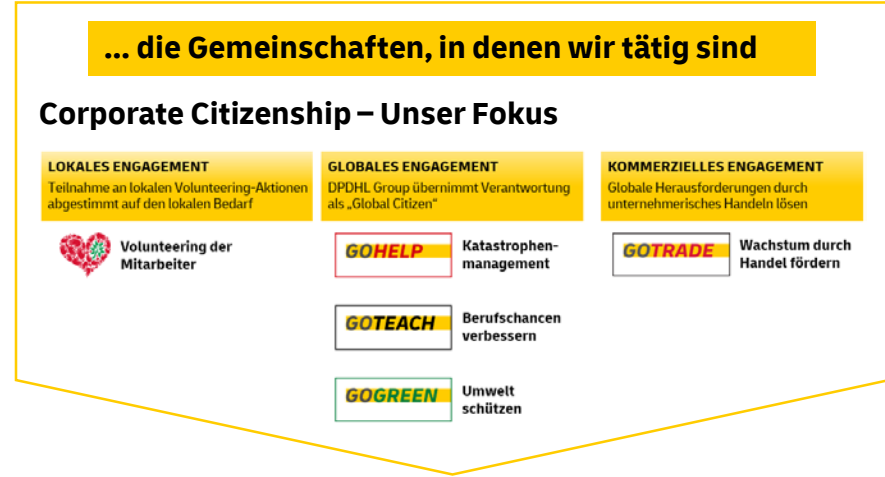 ... die Gemeinschaften, in denen wir tätig sind
Corporate Citizenship – Unser Fokus
LOKALES ENGAGEMENT
Teilnahme an lokalen Volunteering-Aktionen
abgestimmt auf den lokalen Bedarf
Volunteering der
Mitarbeiter
GLOBALES ENGAGEMENT
DPDHL Group übernimmt Verantwortung
als „Global Citizen“
GOHELP
Katastrophen-
management
GOTEACH
Berufschancen
verbessern
GOGREEN
Umwelt
schützen
KOMMERZIELLES ENGAGEMENT
Globale Herausforderungen durch
unternehmerisches Handeln lösen
GOTRADE
Wachstum durch
Handel fördern